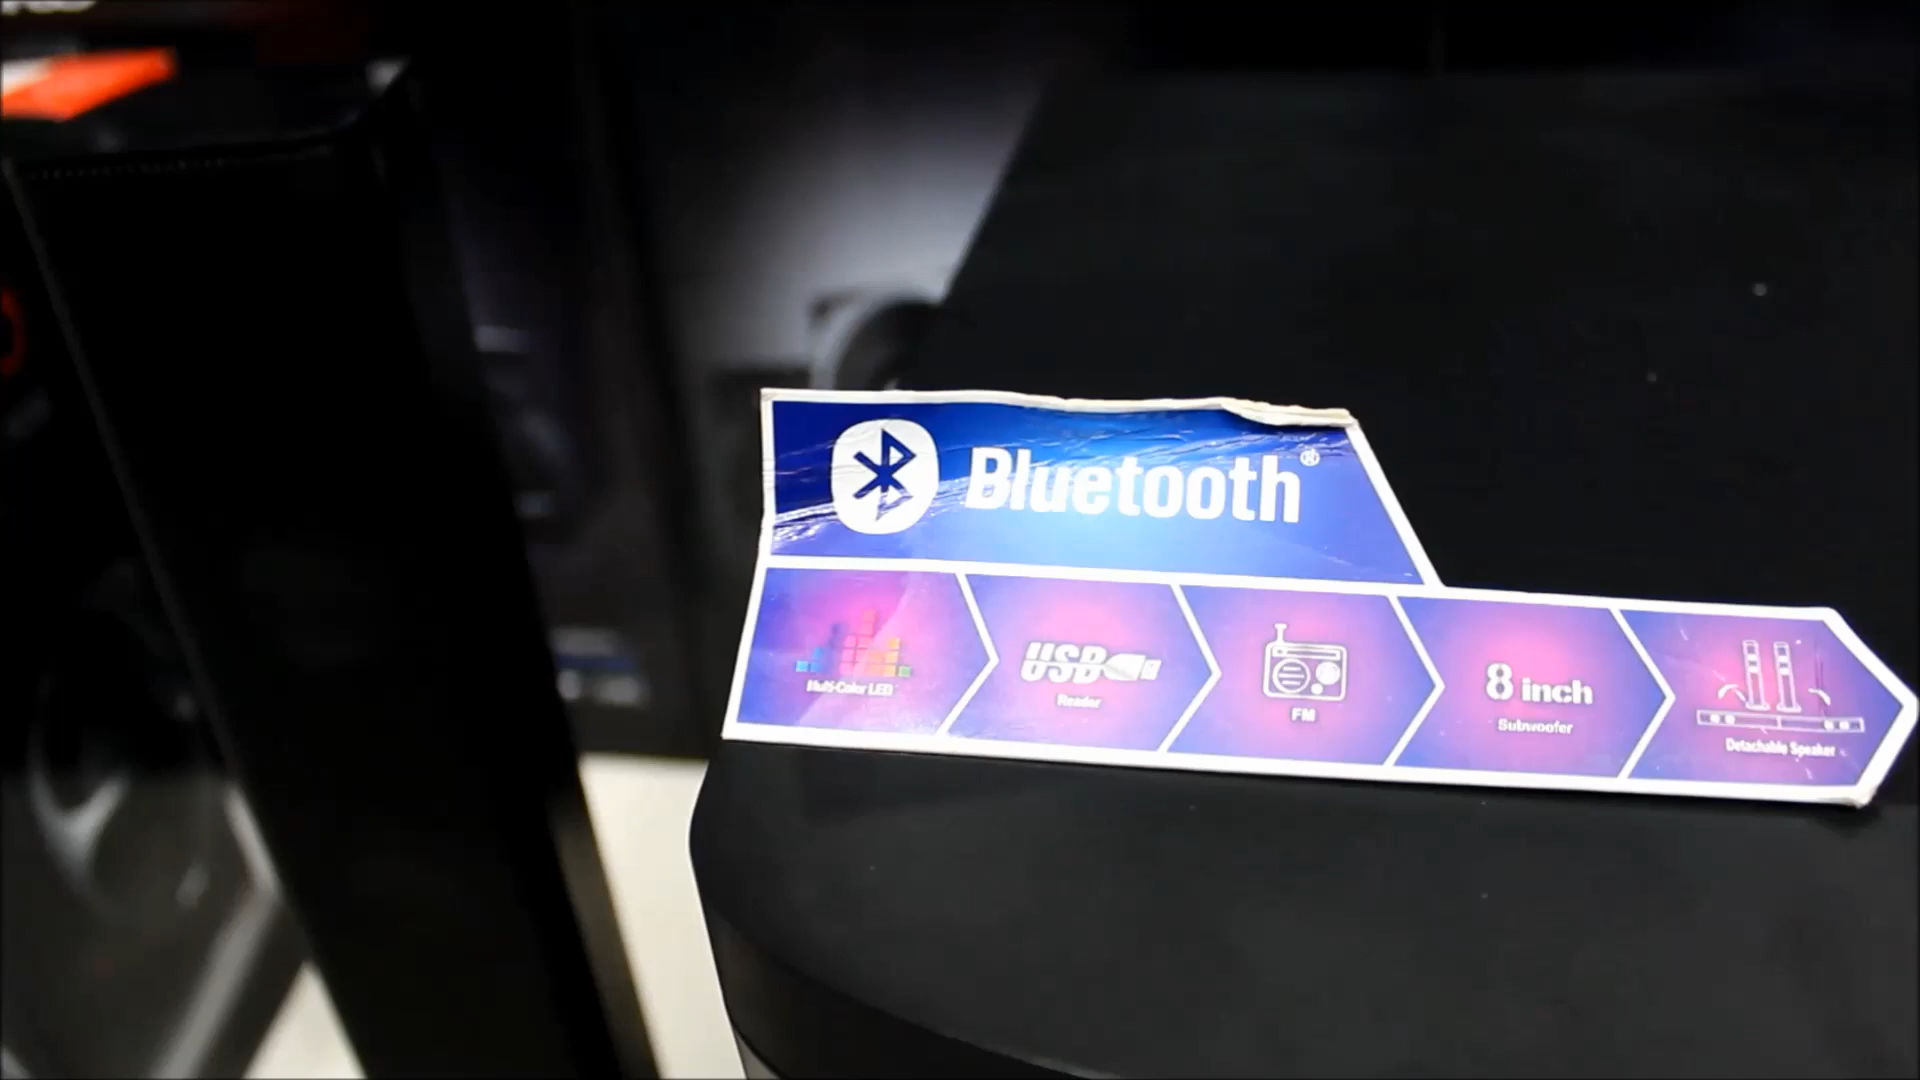 Bluetooth®
Multi-Color LED
USB
Reader
FM
8 inch
Subwoofer
Detachable Speaker